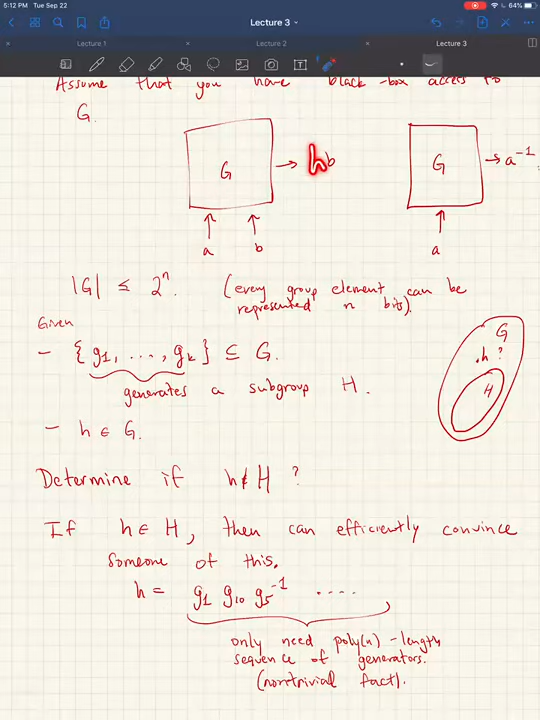 5:12 PM Tue Sep 22
64%
Lecture 3
Lecture 1
Lecture 2
Lecture 3
Assume that you have black-box access to
G.
G → b
G → a⁻¹
a b
a
|G| ≤ 2ⁿ. (every group element can be
represented n bits).
Given
G
- {g₁, ..., gₖ} ⊆ G.
.h ?
H
generates a subgroup H.
- h ∈ G.
Determine if h∉H ?
If h∈H, then can efficiently convince
someone of this.
h = g₁ g₁₀ g₅⁻¹ ....
only need poly(n)-length
sequence of generators.
(nontrivial fact).